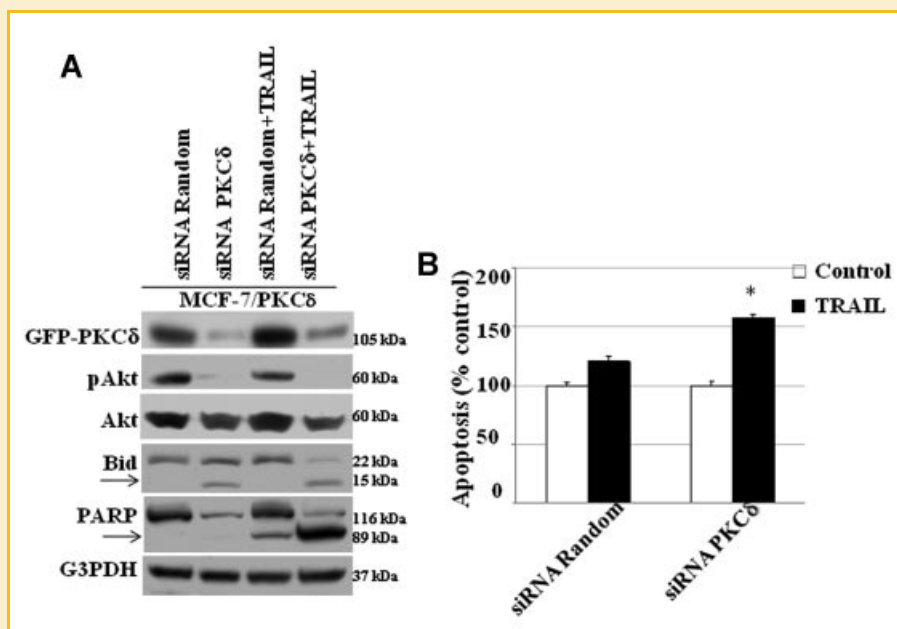 A
siRNA Random
siRNA PKCδ
siRNA Random+TRAIL
siRNA PKCδ+TRAIL
MCF-7/PKCδ
GFP-PKCδ
105 kDa
pAkt
60 kDa
Akt
60 kDa
Bid
22 kDa
15 kDa
PARP
116 kDa
89 kDa
G3PDH
37 kDa
B
Apoptosis (% control)
200
150
100
50
0
*
Control
TRAIL
siRNA Random
siRNA PKCδ